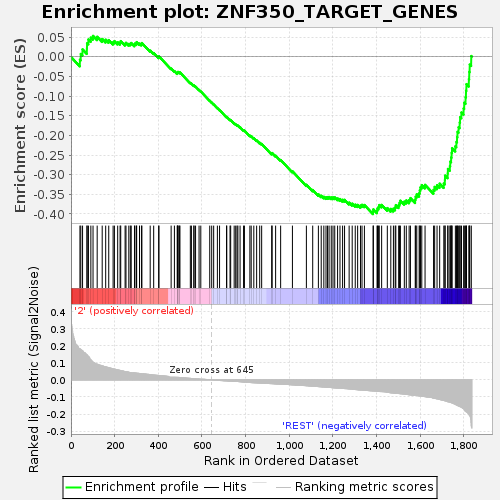 Enrichment plot: ZNF350_TARGET_GENES
Enrichment score (ES)
0.05
0.00
-0.05
-0.10
-0.15
-0.20
-0.25
-0.30
-0.35
-0.40
Ranked list metric (Signal2Noise)
'2' (positively correlated)
0.4
0.3
0.2
0.1
0.0
-0.1
-0.2
-0.3
Zero cross at 645
'REST' (negatively correlated)
0
200
400
600
800
1,000
1,200
1,400
1,600
1,800
Rank in Ordered Dataset
Enrichment profile
Hits
Ranking metric scores